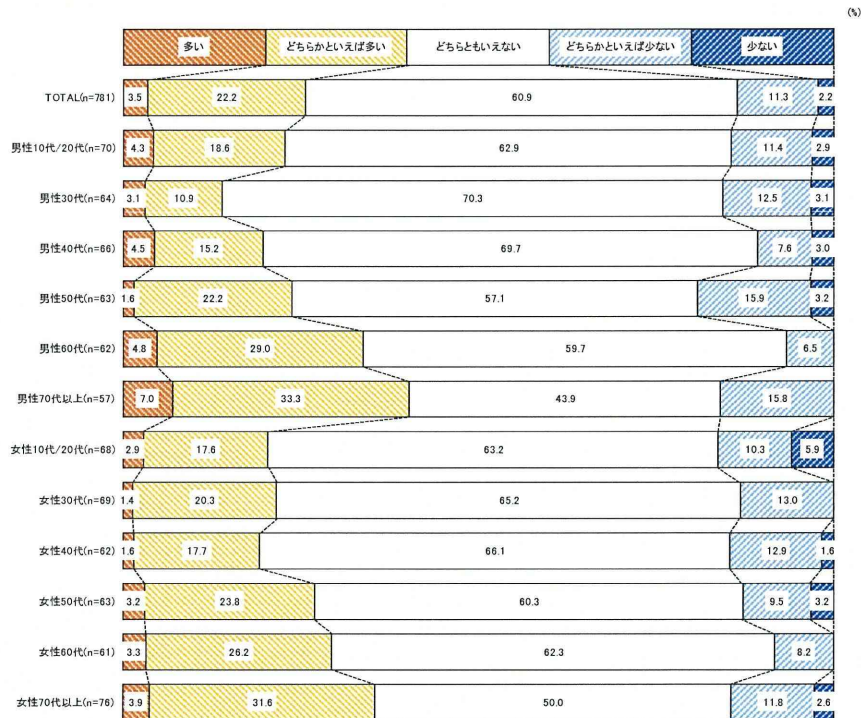 (%)
多い どちらかといえば多い どちらともいえない どちらかといえば少ない 少ない
TOTAL(n=781) 3.5 22.2 60.9 11.3 2.2
男性10代/20代(n=70) 4.3 18.6 62.9 11.4 2.9
男性30代(n=64) 3.1 10.9 70.3 12.5 3.1
男性40代(n=66) 4.5 15.2 69.7 7.6 3.0
男性50代(n=63) 1.6 22.2 57.1 15.9 3.2
男性60代(n=62) 4.8 29.0 59.7 6.5
男性70代以上(n=57) 7.0 33.3 43.9 15.8
女性10代/20代(n=68) 2.9 17.6 63.2 10.3 5.9
女性30代(n=69) 1.4 20.3 65.2 13.0
女性40代(n=62) 1.6 17.7 66.1 12.9 1.6
女性50代(n=63) 3.2 23.8 60.3 9.5 3.2
女性60代(n=61) 3.3 26.2 62.3 8.2
女性70代以上(n=76) 3.9 31.6 50.0 11.8 2.6